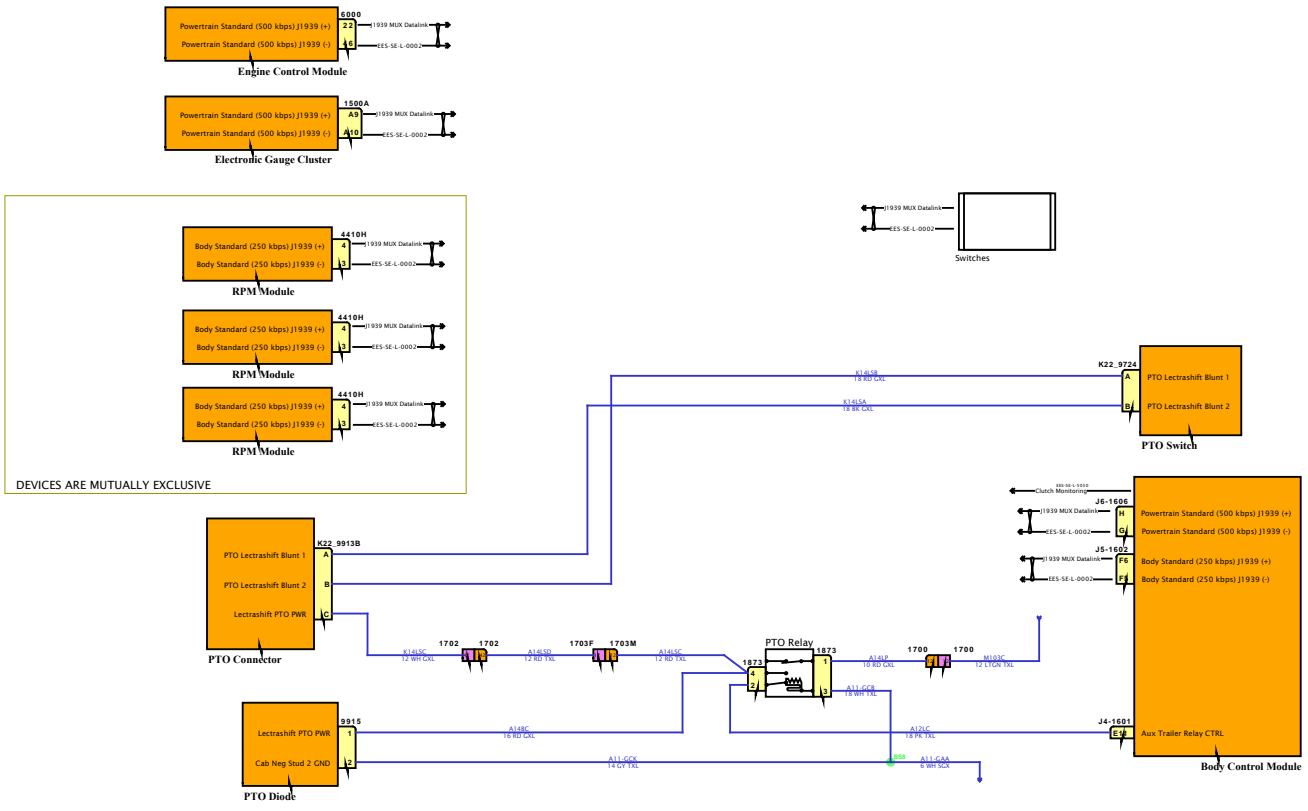 6000
Powertrain Standard (500 kbps) J1939 (+)
22
J1939 MUX Datalink
Powertrain Standard (500 kbps) J1939 (-)
EES-SE-L-0002
Engine Control Module
1500A
Powertrain Standard (500 kbps) J1939 (+)
A9
J1939 MUX Datalink
Powertrain Standard (500 kbps) J1939 (-)
A10
EES-SE-L-0002
Electronic Gauge Cluster
J1939 MUX Datalink
EES-SE-L-0002
Switches
4410H
Body Standard (250 kbps) J1939 (+)
4
J1939 MUX Datalink
Body Standard (250 kbps) J1939 (-)
3
EES-SE-L-0002
RPM Module
4410H
Body Standard (250 kbps) J1939 (+)
4
J1939 MUX Datalink
Body Standard (250 kbps) J1939 (-)
3
EES-SE-L-0002
RPM Module
4410H
Body Standard (250 kbps) J1939 (+)
4
J1939 MUX Datalink
Body Standard (250 kbps) J1939 (-)
3
EES-SE-L-0002
RPM Module
DEVICES ARE MUTUALLY EXCLUSIVE
K14LSB
18 RD GXL
K14LSA
18 BK GXL
K22_9724
A
PTO Lectrashift Blunt 1
B
PTO Lectrashift Blunt 2
PTO Switch
EES-SE-L-5050
Clutch Monitoring
J6-1606
J1939 MUX Datalink
H
Powertrain Standard (500 kbps) J1939 (+)
EES-SE-L-0002
G
Powertrain Standard (500 kbps) J1939 (-)
J5-1602
J1939 MUX Datalink
F6
Body Standard (250 kbps) J1939 (+)
EES-SE-L-0002
Body Standard (250 kbps) J1939 (-)
J4-1601
Aux Trailer Relay CTRL
Body Control Module
K22_9913B
PTO Lectrashift Blunt 1
A
PTO Lectrashift Blunt 2
B
Lectrashift PTO PWR
C
PTO Connector
K14LSC
12 WH GXL
1702 1702
A14LSD
12 RD TXL
1703F 1703M
A14LSC
12 RD TXL
PTO Relay
1873
4
2
1873
1
3
A14LP
10 RD GXL
1700 1700
M103C
12 LTGN TXL
A11-GCB
18 WH TXL
A12LC
18 PK TXL
9915
Lectrashift PTO PWR
1
A14BC
16 RD GXL
Cab Neg Stud 2 GND
2
A11-GCK
14 GY TXL
A11-GAA
6 WH SGX
PTO Diode